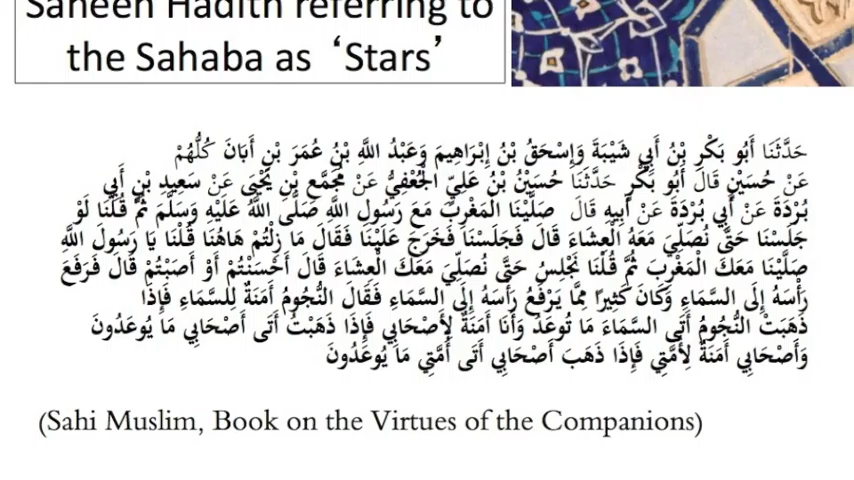 Saheeh Hadith referring to
the Sahaba as ‘Stars’
حَدَّثَنَا أَبُو بَكْرِ بْنُ أَبِي شَيْبَةَ وَإِسْحَقُ بْنُ إِبْرَاهِيمَ وَعَبْدُ اللَّهِ بْنُ عُمَرَ بْنِ أَبَانَ كُلُّهُمْ
عَنْ حُسَيْنٍ قَالَ أَبُو بَكْرٍ حَدَّثَنَا حُسَيْنُ بْنُ عَلِيٍّ الْجُعْفِيُّ عَنْ مُجَمَّعِ بْنِ يَحْيَى عَنْ سَعِيدِ بْنِ أَبِي
بُرْدَةَ عَنْ أَبِي بُرْدَةَ عَنْ أَبِيهِ قَالَ صَلَّيْنَا الْمَغْرِبَ مَعَ رَسُولِ اللَّهِ صَلَّى اللَّهُ عَلَيْهِ وَسَلَّمَ ثُمَّ قُلْنَا لَوْ
جَلَسْنَا حَتَّى نُصَلِّيَ مَعَهُ الْعِشَاءَ قَالَ فَجَلَسْنَا فَخَرَجَ عَلَيْنَا فَقَالَ مَا زِلْتُمْ هَاهُنَا قُلْنَا يَا رَسُولَ اللَّهِ
صَلَّيْنَا مَعَكَ الْمَغْرِبَ ثُمَّ قُلْنَا نَجْلِسُ حَتَّى نُصَلِّيَ مَعَكَ الْعِشَاءَ قَالَ أَحْسَنْتُمْ أَوْ أَصَبْتُمْ قَالَ فَرَفَعَ
رَأْسَهُ إِلَى السَّمَاءِ وَكَانَ كَثِيرًا مِمَّا يَرْفَعُ رَأْسَهُ إِلَى السَّمَاءِ فَقَالَ النُّجُومُ أَمَنَةٌ لِلسَّمَاءِ فَإِذَا
ذَهَبَتْ النُّجُومُ أَتَى السَّمَاءَ مَا تُوعَدُ وَأَنَا أَمَنَةٌ لِأَصْحَابِي فَإِذَا ذَهَبْتُ أَتَى أَصْحَابِي مَا يُوعَدُونَ
وَأَصْحَابِي أَمَنَةٌ لِأُمَّتِي فَإِذَا ذَهَبَ أَصْحَابِي أَتَى أُمَّتِي مَا يُوعَدُونَ
(Sahi Muslim, Book on the Virtues of the Companions)